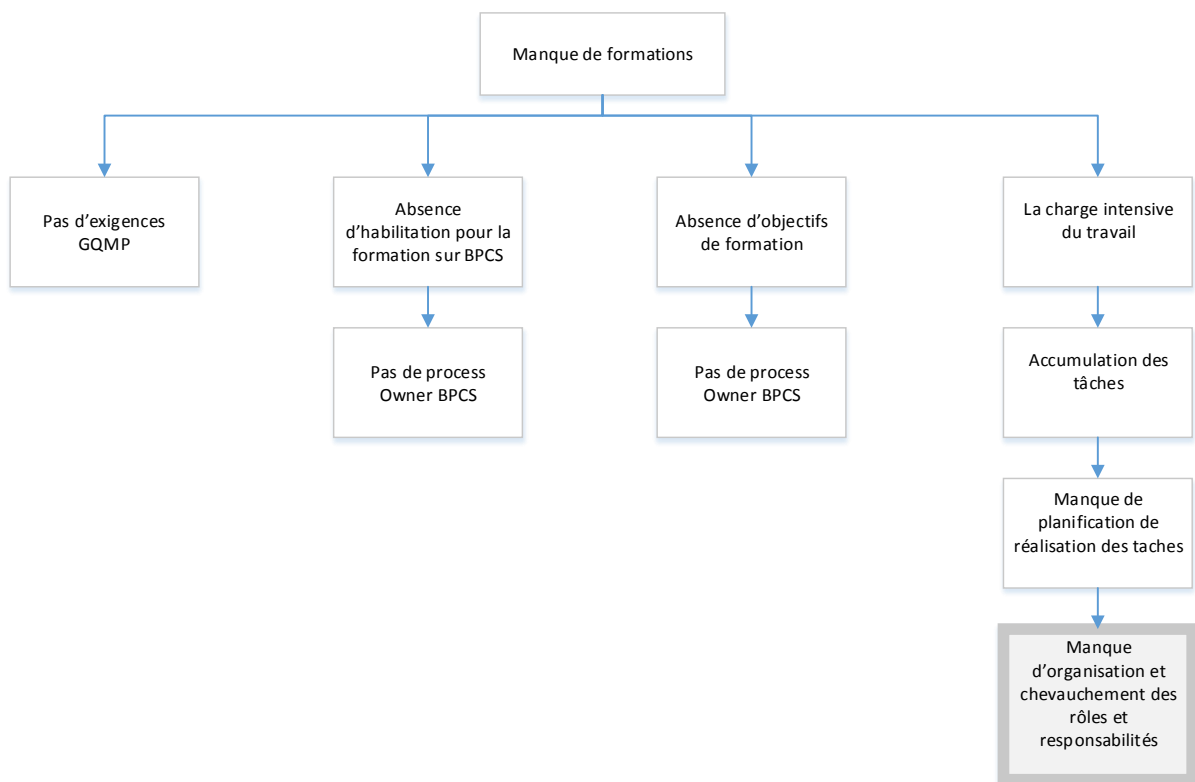 Manque de formations
Pas d’exigences
GQMP
Absence
d’habilitation pour la
formation sur BPCS
Absence d’objectifs
de formation
La charge intensive
du travail
Pas de process
Owner BPCS
Pas de process
Owner BPCS
Accumulation des
tâches
Manque de
planification de
réalisation des taches
Manque
d’organisation et
chevauchement des
rôles et
responsabilités